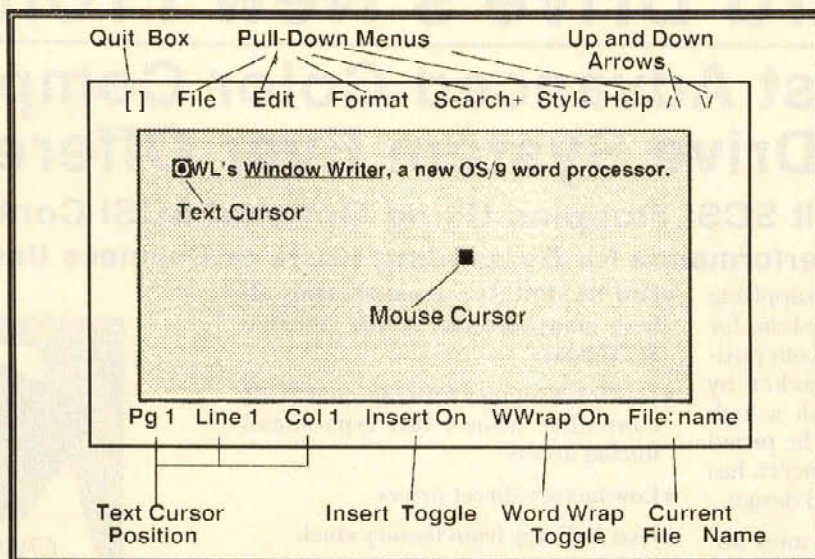 Quit Box Pull-Down Menus Up and Down
Arrows
[ ] File Edit Format Search+ Style Help /\ \/
OWL's Window Writer, a new OS/9 word processor.
Text Cursor
Mouse Cursor
Pg 1 Line 1 Col 1 Insert On WWrap On File: name
Text Cursor Insert Toggle Word Wrap Current
Position Toggle File Name